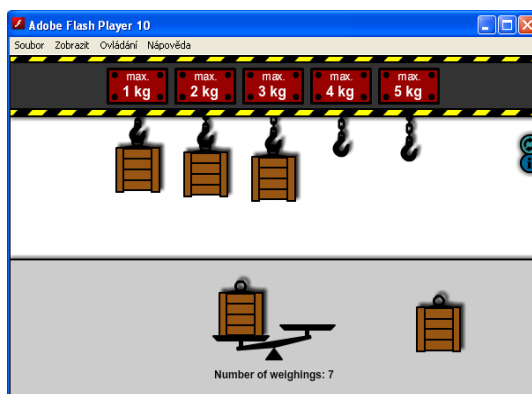 Adobe Flash Player 10
Soubor Zobrazit Ovládání Nápověda
max. max. max. max. max.
1 kg 2 kg 3 kg 4 kg 5 kg
i
Number of weighings: 7